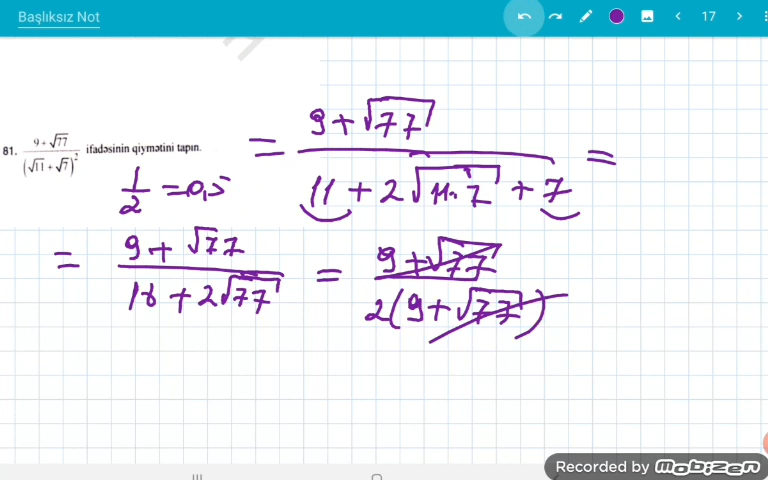 Başlıksız Not
17
81. (9 + √77)/(√11 + √7)² ifadəsinin qiymətini tapın.
= (9 + √77)/(11 + 2√11·7 + 7) =
1/2 = 0,5
= (9 + √77)/(18 + 2√77) = (9 + √77)/(2(9 + √77))
Recorded by mobizen